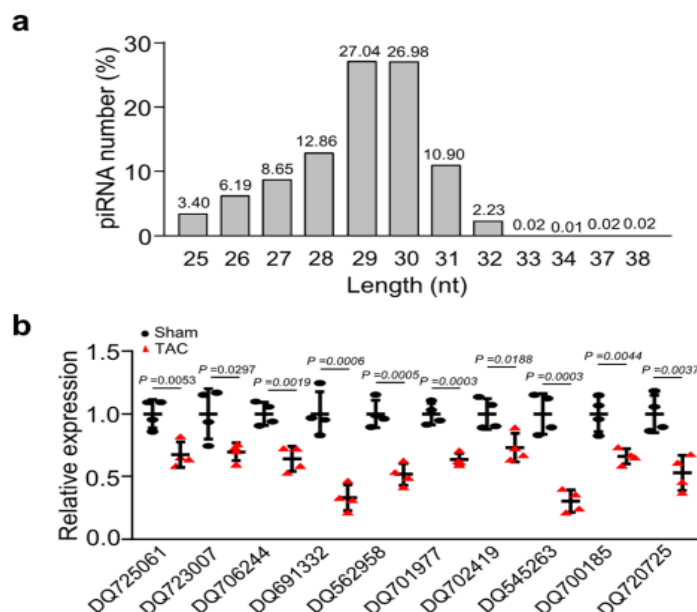 a
piRNA number (%)
30
20
10
0
3.40 6.19 8.65 12.86 27.04 26.98 10.90 2.23 0.02 0.01 0.02 0.02
25 26 27 28 29 30 31 32 33 34 37 38
Length (nt)
b
Sham
TAC
Relative expression
1.5
1.0
0.5
0.0
P =0.0053 P =0.0297 P =0.0019 P =0.0006 P =0.0005 P =0.0003 P =0.0188 P =0.0003 P =0.0044 P =0.0037
DQ725061 DQ723007 DQ706244 DQ691332 DQ562958 DQ701977 DQ702419 DQ545263 DQ700185 DQ720725